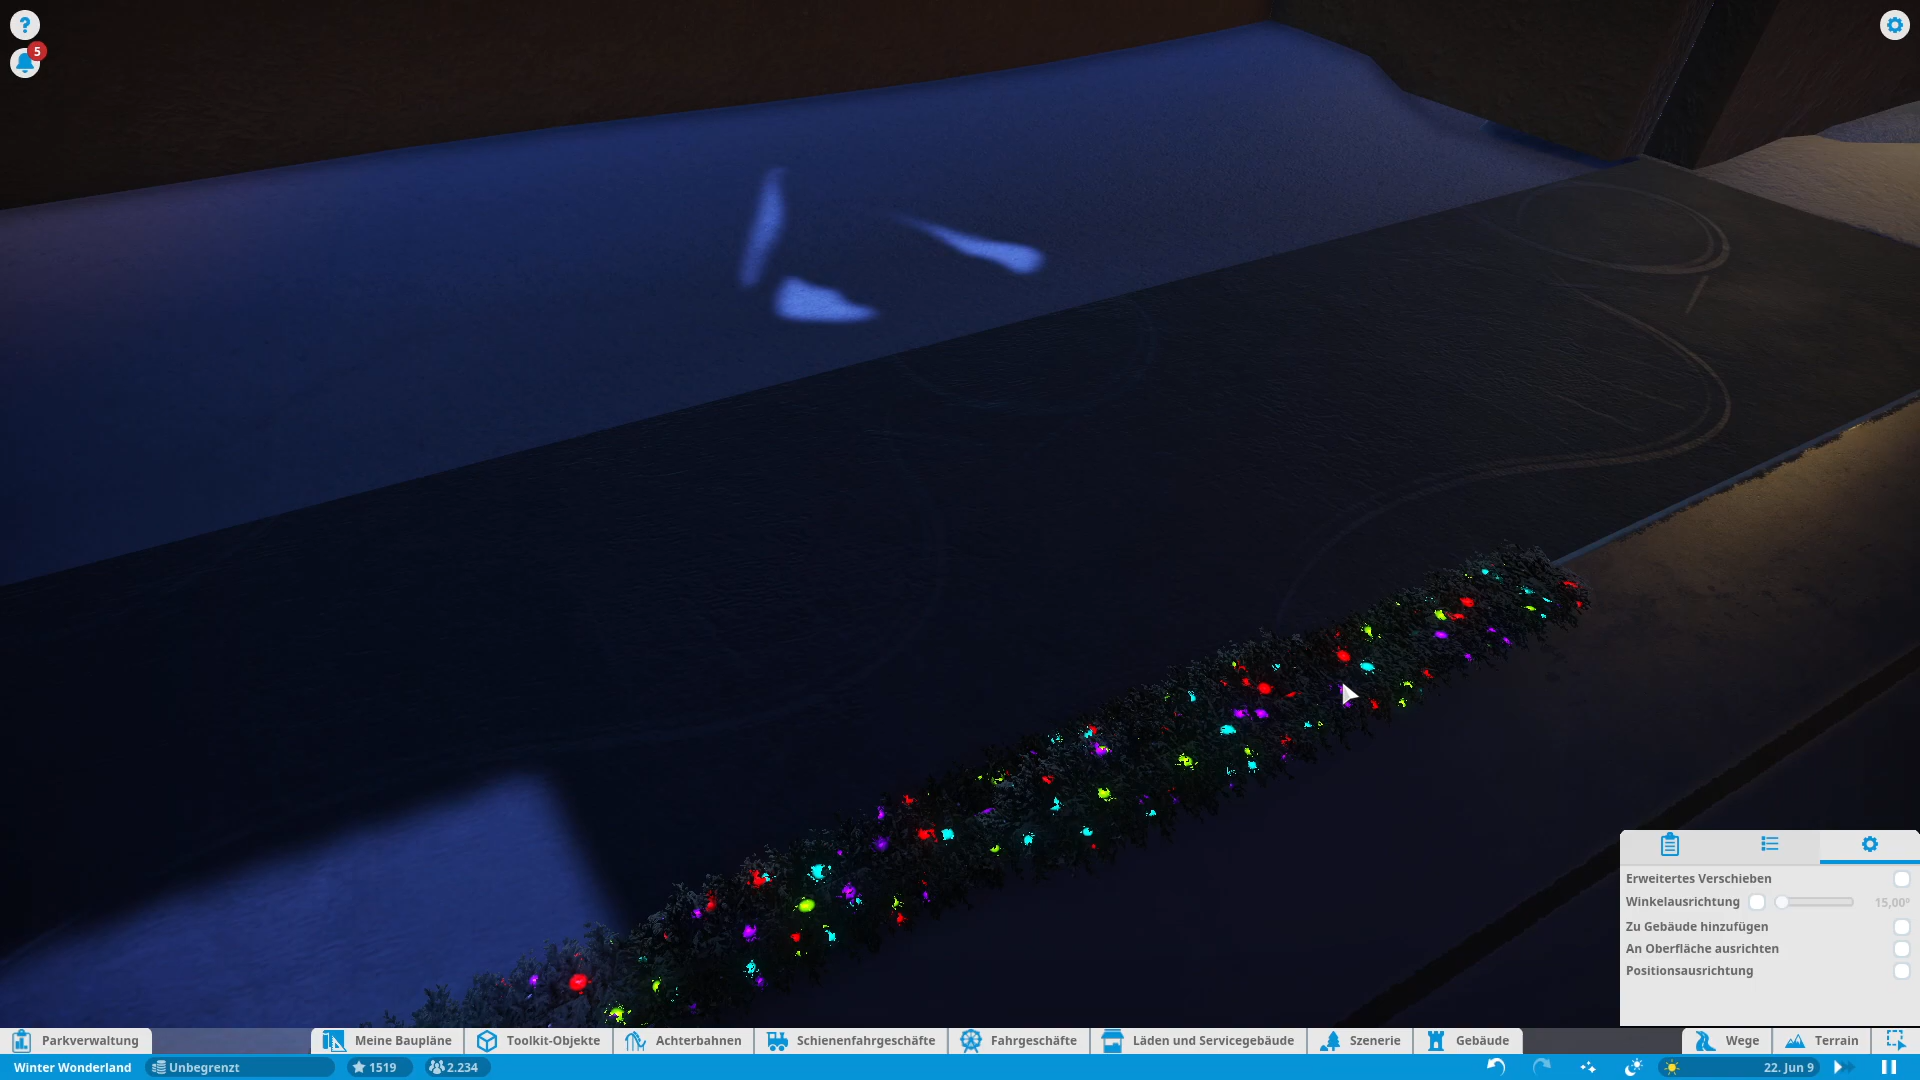 ?
5
Erweitertes Verschieben
Winkelausrichtung 15,00°
Zu Gebäude hinzufügen
An Oberfläche ausrichten
Positionsausrichtung
Parkverwaltung Meine Baupläne Toolkit-Objekte Achterbahnen Schienenfahrgeschäfte Fahrgeschäfte Läden und Servicegebäude Szenerie Gebäude Wege Terrain
Winter Wonderland Unbegrenzt 1519 2.234 22. Jun 9